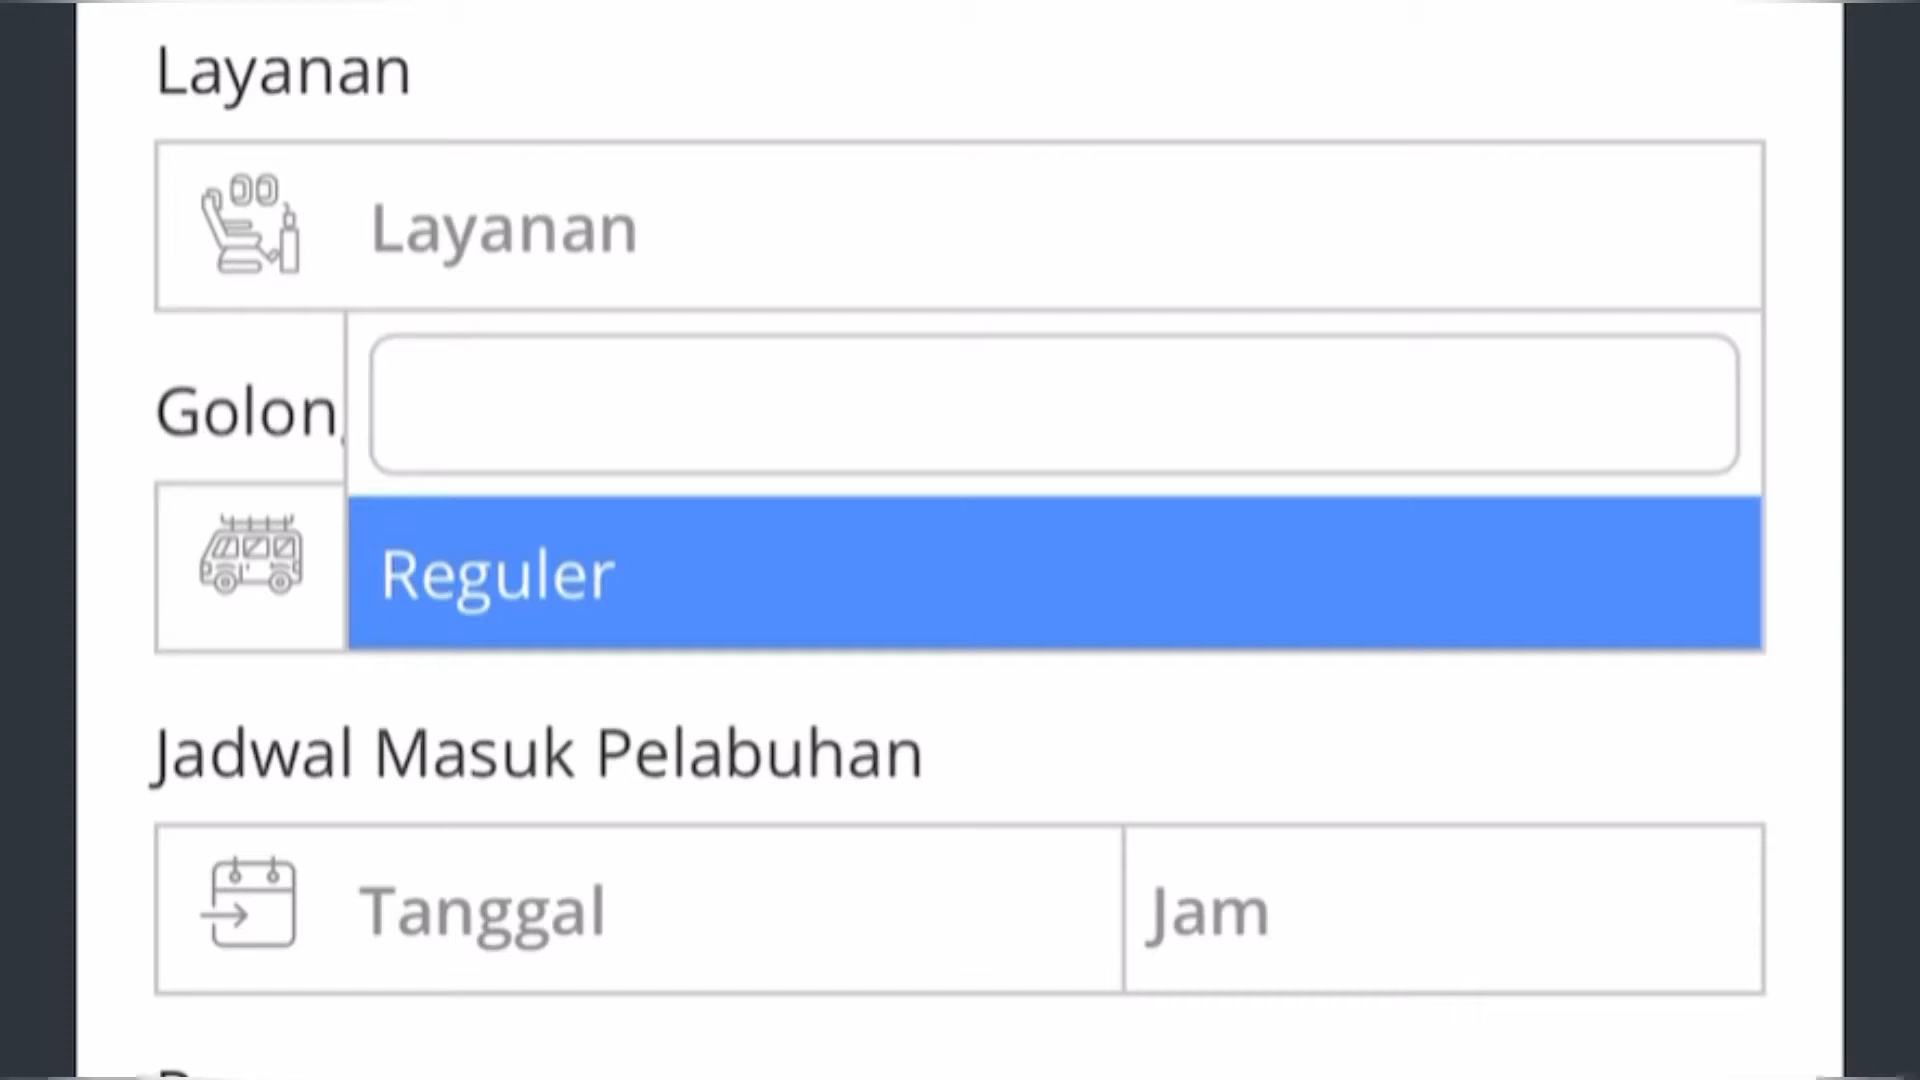 Layanan
Layanan
Golon
Reguler
Jadwal Masuk Pelabuhan
Tanggal
Jam